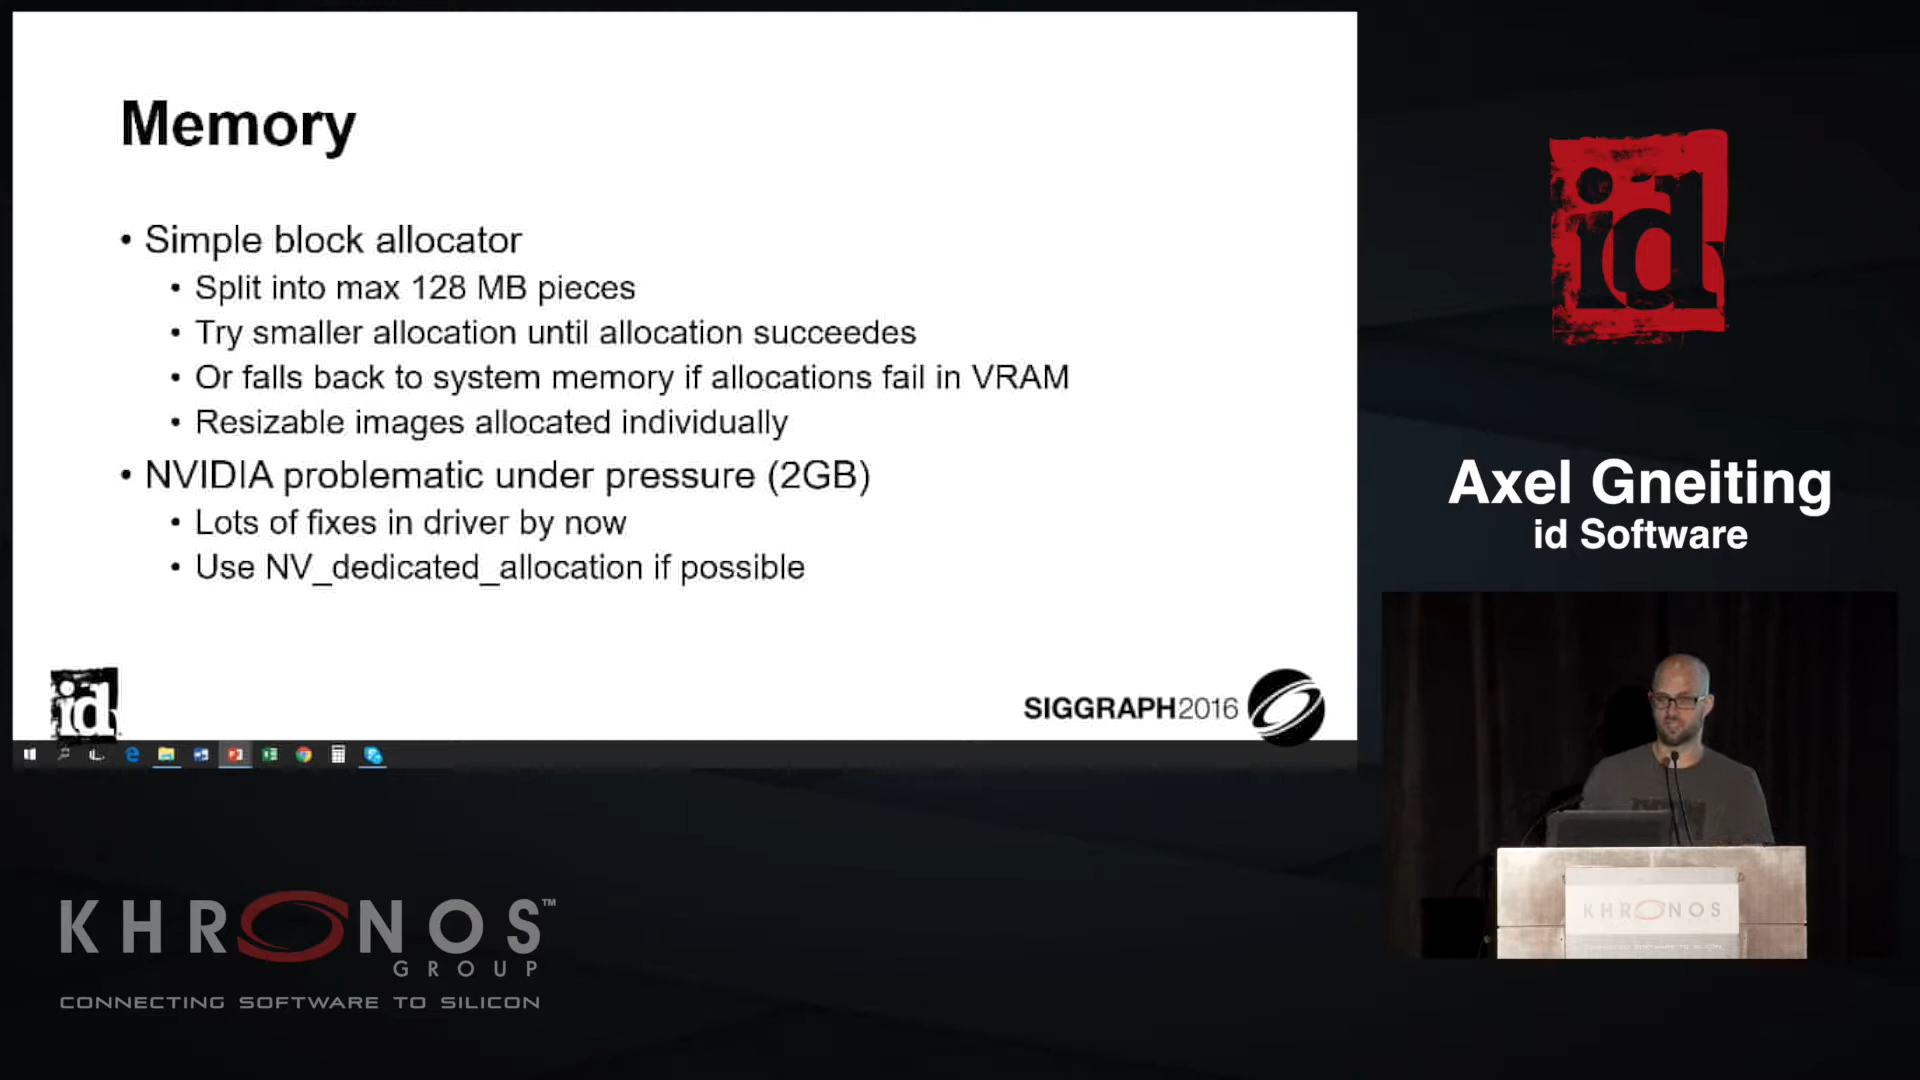 Memory
• Simple block allocator
• Split into max 128 MB pieces
• Try smaller allocation until allocation succeedes
• Or falls back to system memory if allocations fail in VRAM
• Resizable images allocated individually
• NVIDIA problematic under pressure (2GB)
• Lots of fixes in driver by now
• Use NV_dedicated_allocation if possible
id
SIGGRAPH2016
id
Axel Gneiting
id Software
KHRONOS
KHRONOS™
GROUP
CONNECTING SOFTWARE TO SILICON